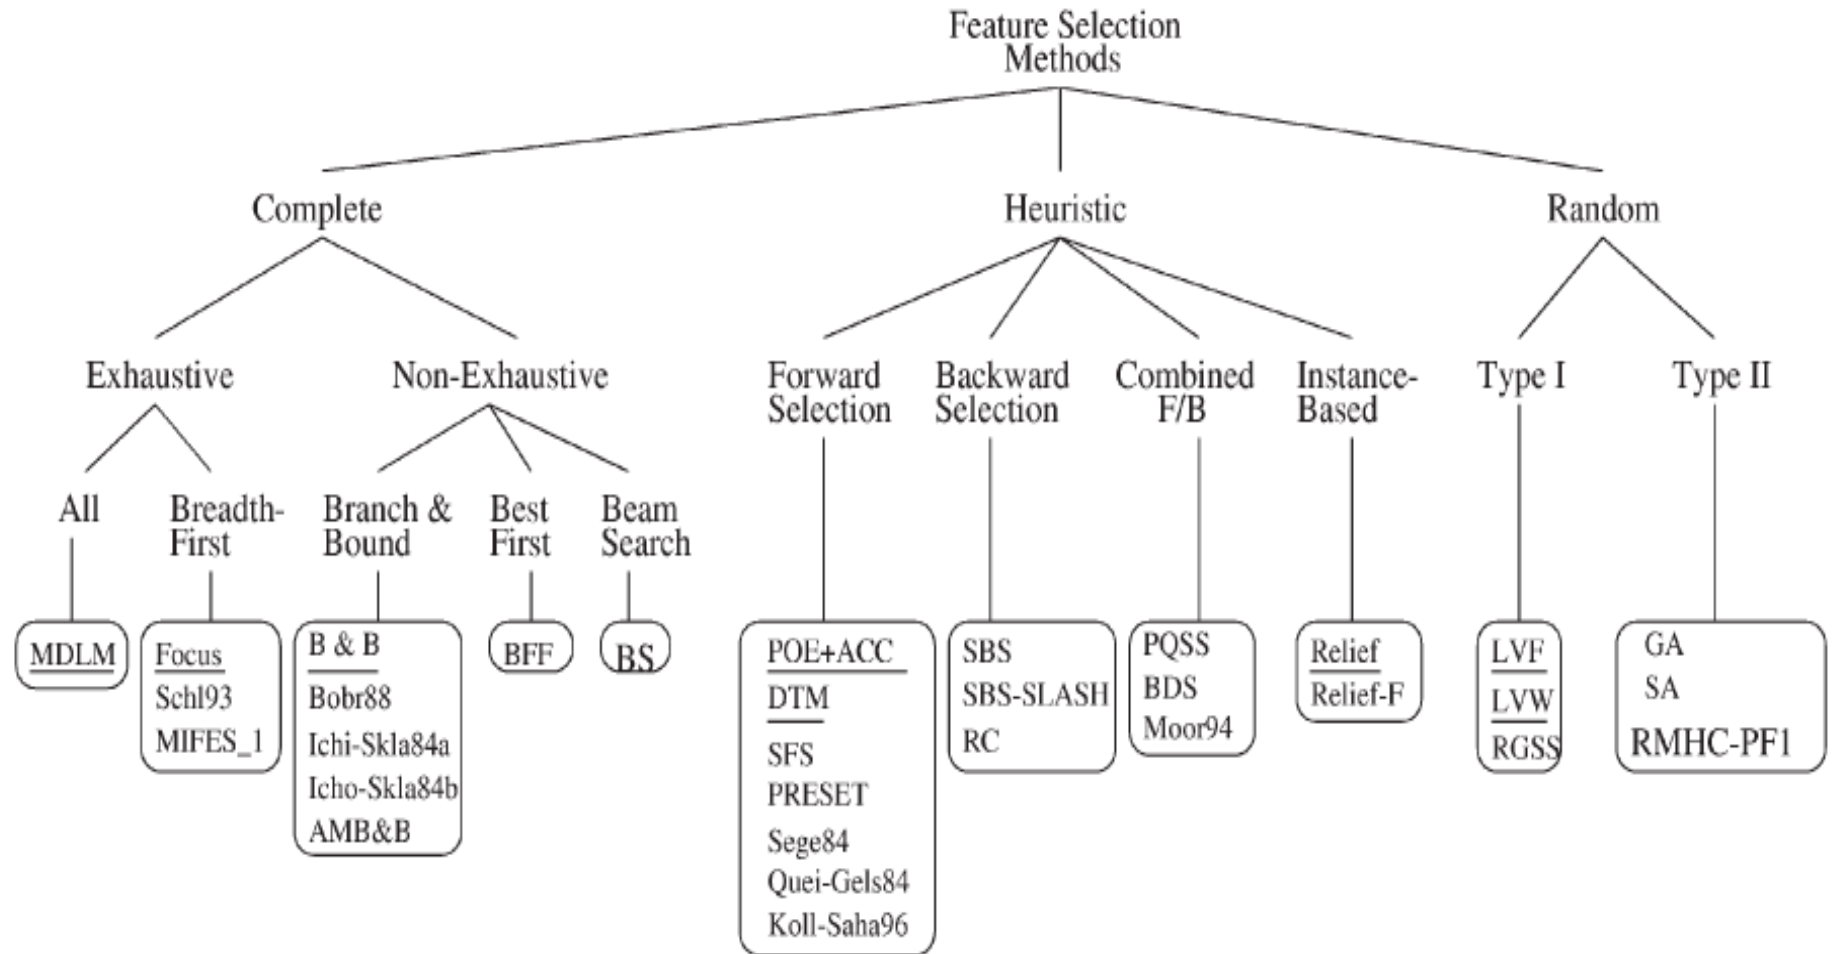 Feature Selection
Methods
Complete
Heuristic
Random
Exhaustive
Non-Exhaustive
Forward
Selection
Backward
Selection
Combined
F/B
Instance-
Based
Type I
Type II
All
Breadth-
First
Branch &
Bound
Best
First
Beam
Search
MDLM
Focus
Schl93
MIFES_1
B & B
Bobr88
Ichi-Skla84a
Icho-Skla84b
AMB&B
BFF
BS
POE+ACC
DTM
SFS
PRESET
Sege84
Quei-Gels84
Koll-Saha96
SBS
SBS-SLASH
RC
PQSS
BDS
Moor94
Relief
Relief-F
LVF
LVW
RGSS
GA
SA
RMHC-PF1